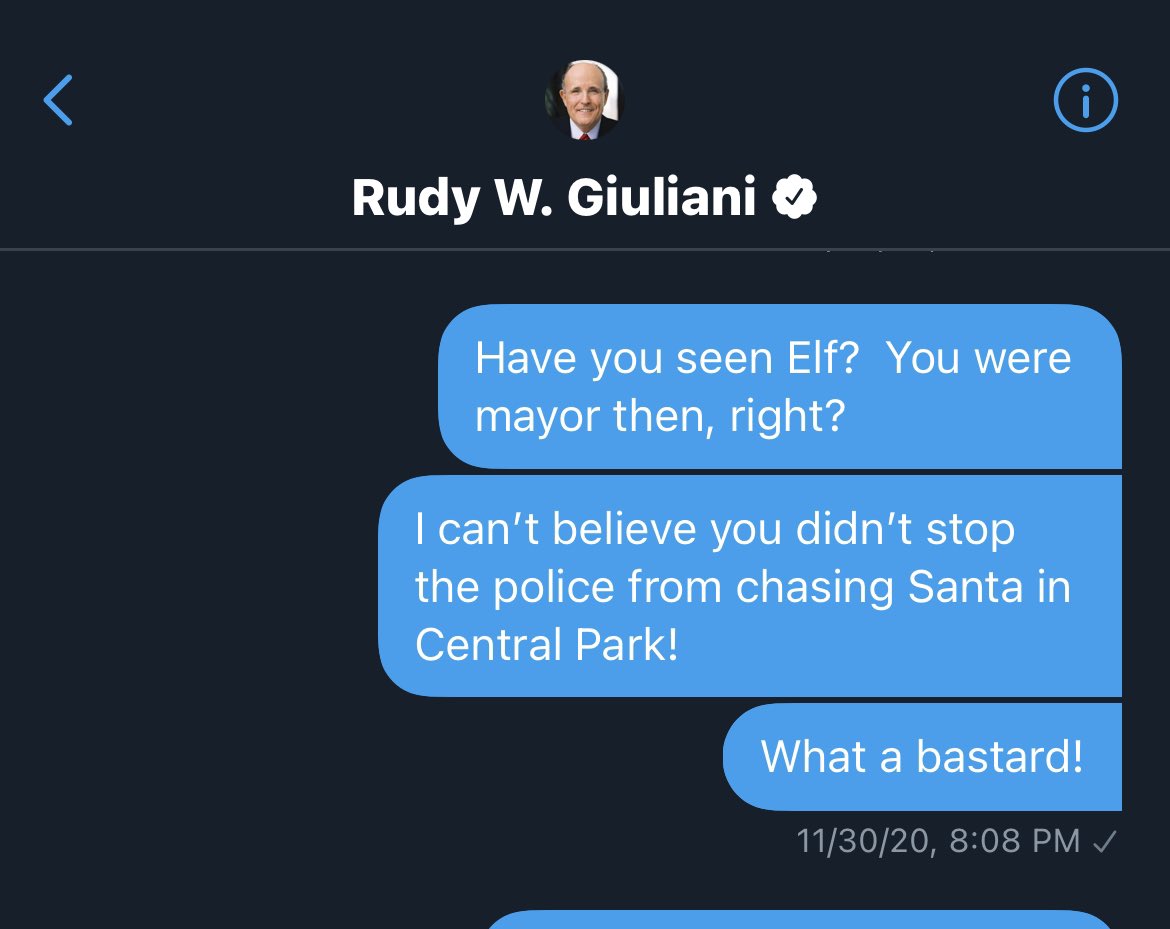 Rudy W. Giuliani
Have you seen Elf?  You were
mayor then, right?
I can’t believe you didn’t stop
the police from chasing Santa in
Central Park!
What a bastard!
11/30/20, 8:08 PM ✓